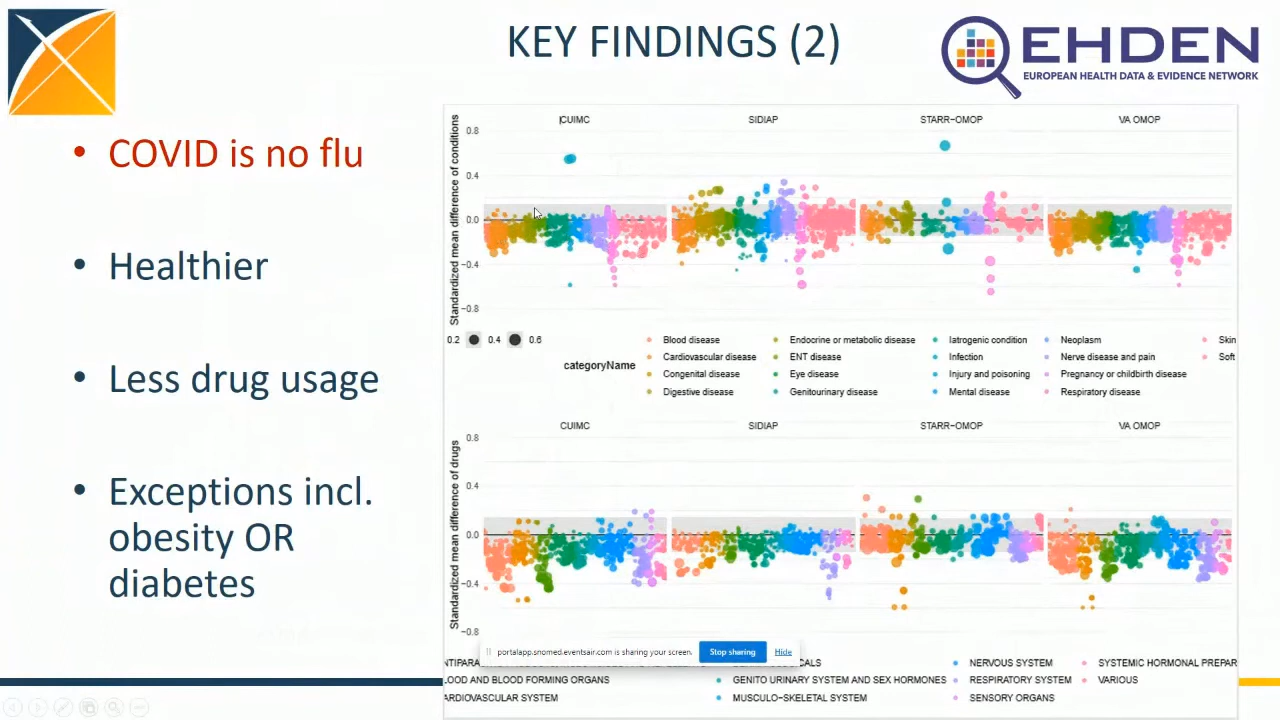 KEY FINDINGS (2)
EHDEN
EUROPEAN HEALTH DATA & EVIDENCE NETWORK
• COVID is no flu
• Healthier
• Less drug usage
• Exceptions incl.
obesity OR
diabetes
CUIMC SIDIAP STARR-OMOP VA OMOP
Standardized mean difference of conditions
0.8
0.4
0.0
−0.4
−0.8
0.2 0.4 0.6
categoryName
Blood disease
Cardiovascular disease
Congenital disease
Digestive disease
Endocrine or metabolic disease
ENT disease
Eye disease
Genitourinary disease
Iatrogenic condition
Infection
Injury and poisoning
Mental disease
Neoplasm
Nerve disease and pain
Pregnancy or childbirth disease
Respiratory disease
Skin
Soft
CUIMC SIDIAP STARR-OMOP VA OMOP
Standardized mean difference of drugs
0.8
0.4
0.0
−0.4
−0.8
portalapp.snomed.eventsair.com is sharing your screen. Stop sharing Hide
NERVOUS SYSTEM SYSTEMIC HORMONAL PREPAR
OOD AND BLOOD FORMING ORGANS GENITO URINARY SYSTEM AND SEX HORMONES RESPIRATORY SYSTEM VARIOUS
ARDIOVASCULAR SYSTEM MUSCULO-SKELETAL SYSTEM SENSORY ORGANS